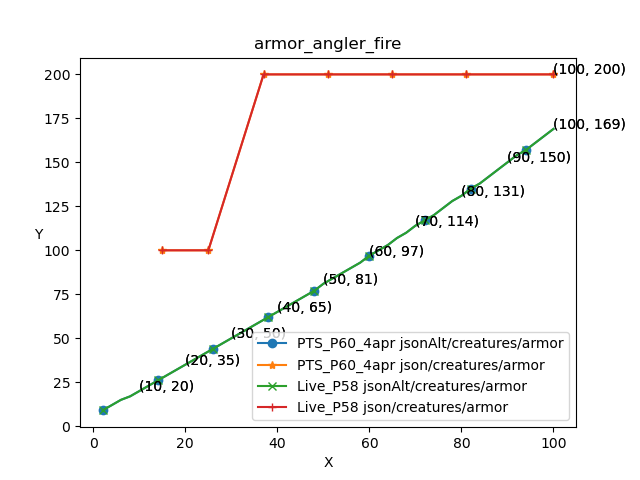 armor_angler_fire
200
175
150
125
100
75
50
25
0
Y
(100, 200)
(100, 169)
(90, 150)
(80, 131)
(70, 114)
(60, 97)
(50, 81)
(40, 65)
(30, 50)
(20, 35)
(10, 20)
PTS_P60_4apr jsonAlt/creatures/armor
PTS_P60_4apr json/creatures/armor
Live_P58 jsonAlt/creatures/armor
Live_P58 json/creatures/armor
0 20 40 60 80 100
X